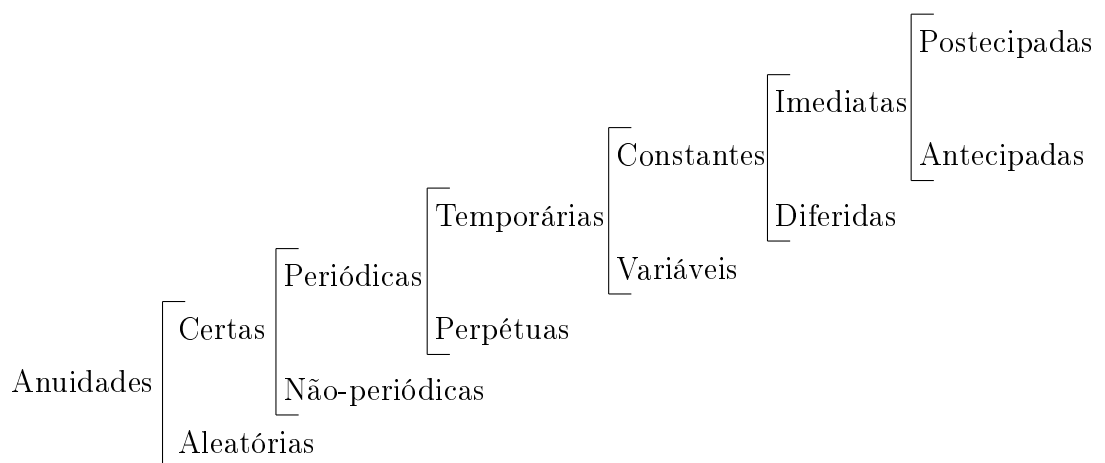 Postecipadas
Imediatas
Constantes
Antecipadas
Temporárias
Diferidas
Periódicas
Variáveis
Certas
Perpétuas
Anuidades
Não-periódicas
Aleatórias